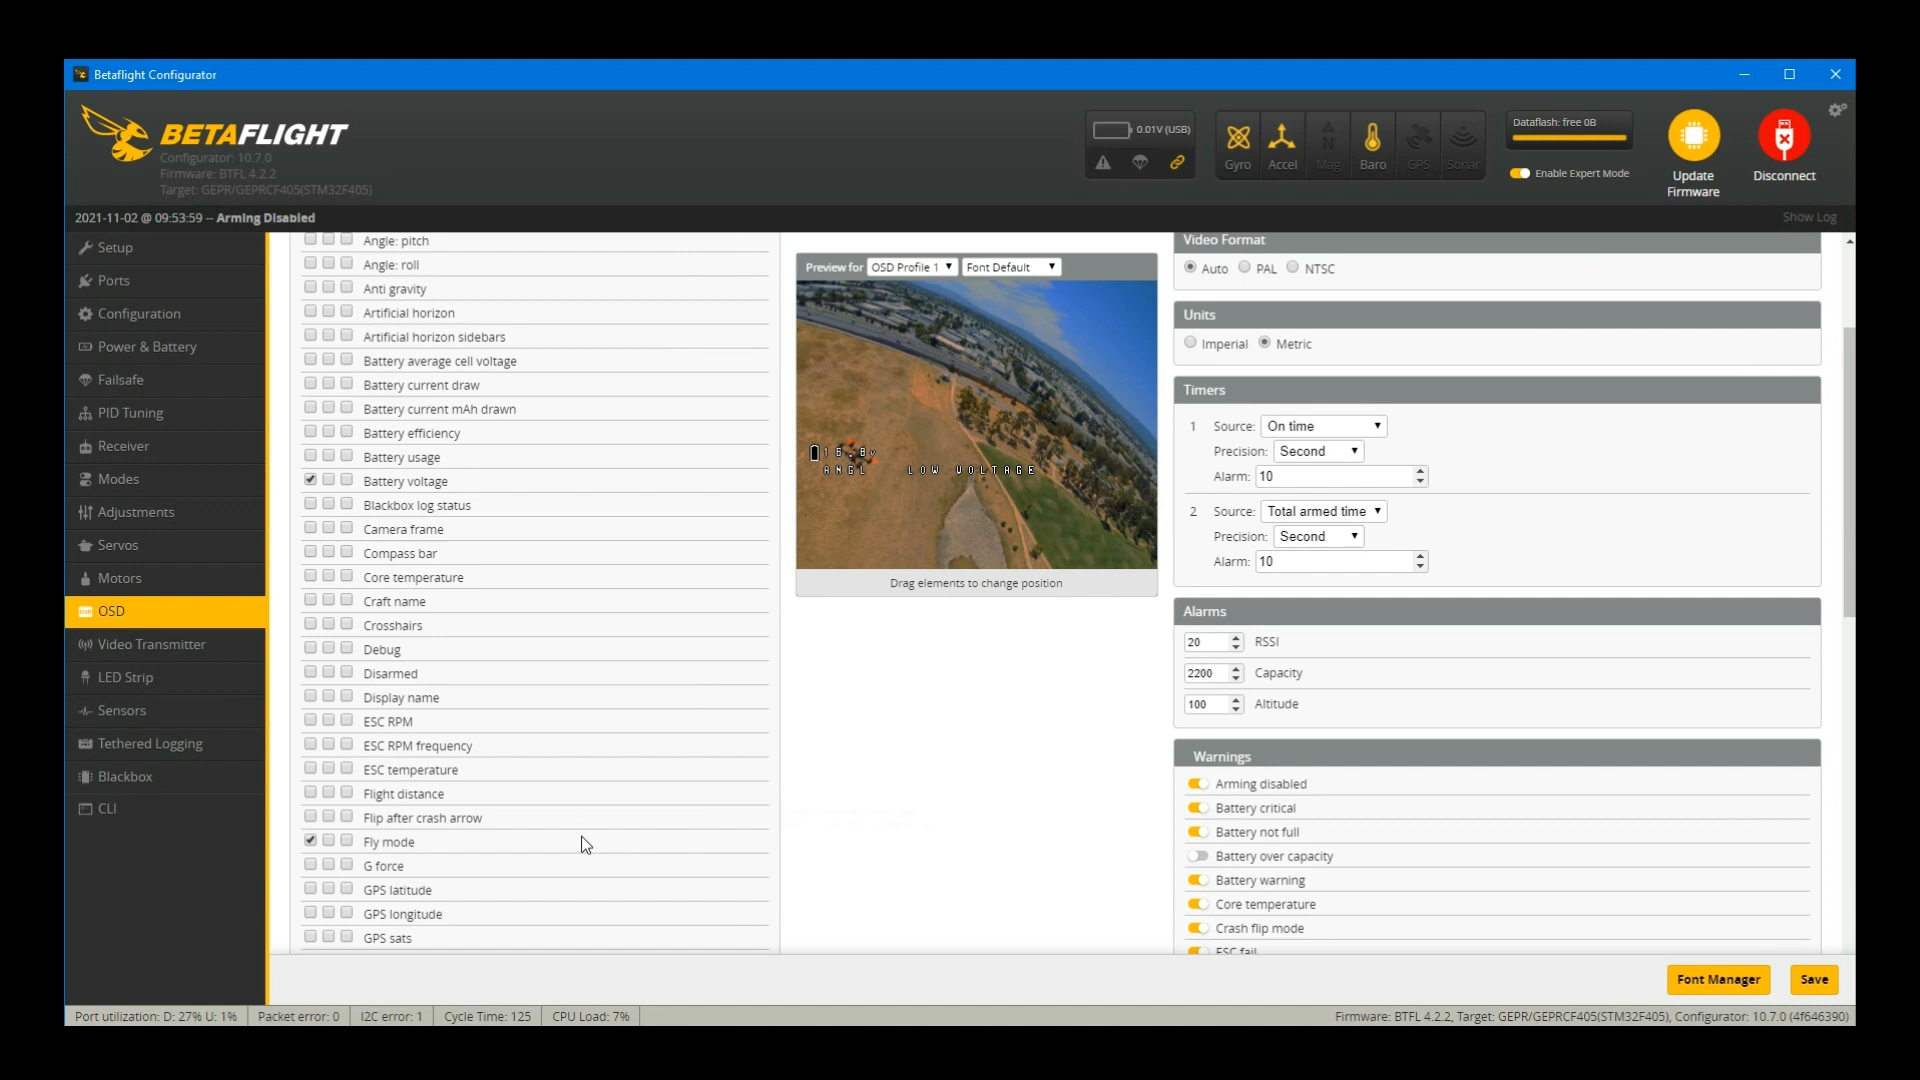 Betaflight Configurator
BETAFLIGHT
Configurator: 10.7.0
Firmware: BTFL 4.2.2
Target: GEPR/GEPRCF405(STM32F405)
0.01V (USB)
Gyro
Accel
Mag
Baro
GPS
Sonar
Dataflash: free 0B
Enable Expert Mode
Update
Firmware
Disconnect
2021-11-02 @ 09:53:59 -- Arming Disabled
Show Log
Setup
Ports
Configuration
Power & Battery
Failsafe
PID Tuning
Receiver
Modes
Adjustments
Servos
Motors
OSD
Video Transmitter
LED Strip
Sensors
Tethered Logging
Blackbox
CLI
Angle: pitch
Angle: roll
Anti gravity
Artificial horizon
Artificial horizon sidebars
Battery average cell voltage
Battery current draw
Battery current mAh drawn
Battery efficiency
Battery usage
Battery voltage
Blackbox log status
Camera frame
Compass bar
Core temperature
Craft name
Crosshairs
Debug
Disarmed
Display name
ESC RPM
ESC RPM frequency
ESC temperature
Flight distance
Flip after crash arrow
Fly mode
G force
GPS latitude
GPS longitude
GPS sats
Preview for OSD Profile 1 Font Default
16.8V
ANGL LOW VOLTAGE
Drag elements to change position
Video Format
Auto PAL NTSC
Units
Imperial Metric
Timers
1 Source: On time
Precision: Second
Alarm: 10
2 Source: Total armed time
Precision: Second
Alarm: 10
Alarms
20 RSSI
2200 Capacity
100 Altitude
Warnings
Arming disabled
Battery critical
Battery not full
Battery over capacity
Battery warning
Core temperature
Crash flip mode
ESC fail
Font Manager
Save
Port utilization: D: 27% U: 1% Packet error: 0 I2C error: 1 Cycle Time: 125 CPU Load: 7%
Firmware: BTFL 4.2.2, Target: GEPR/GEPRCF405(STM32F405), Configurator: 10.7.0 (4f646390)